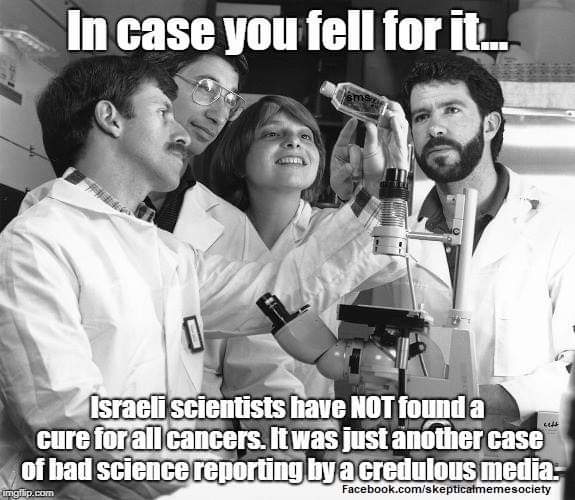 In case you fell for it...
Israeli scientists have NOT found a
cure for all cancers. It was just another case
of bad science reporting by a credulous media.
Facebook.com/skepticalmemesociety
imgflip.com